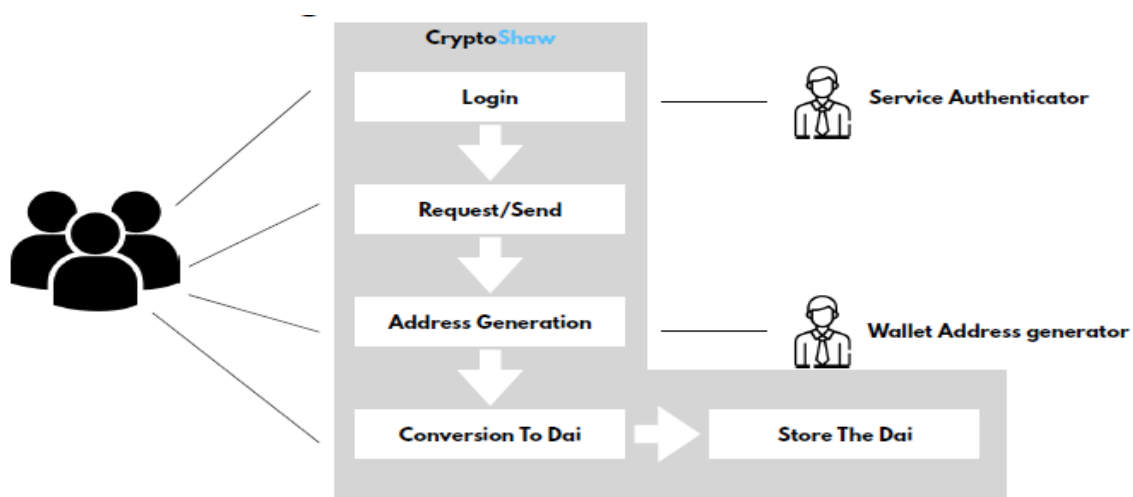 CryptoShaw
Login
Service Authenticator
Request/Send
Address Generation
Wallet Address generator
Conversion To Dai
Store The Dai